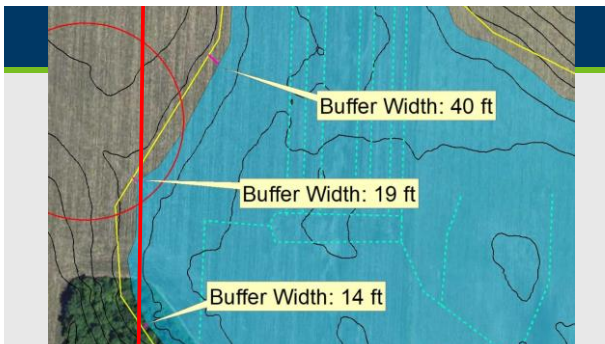 Buffer Width: 40 ft
Buffer Width: 19 ft
Buffer Width: 14 ft